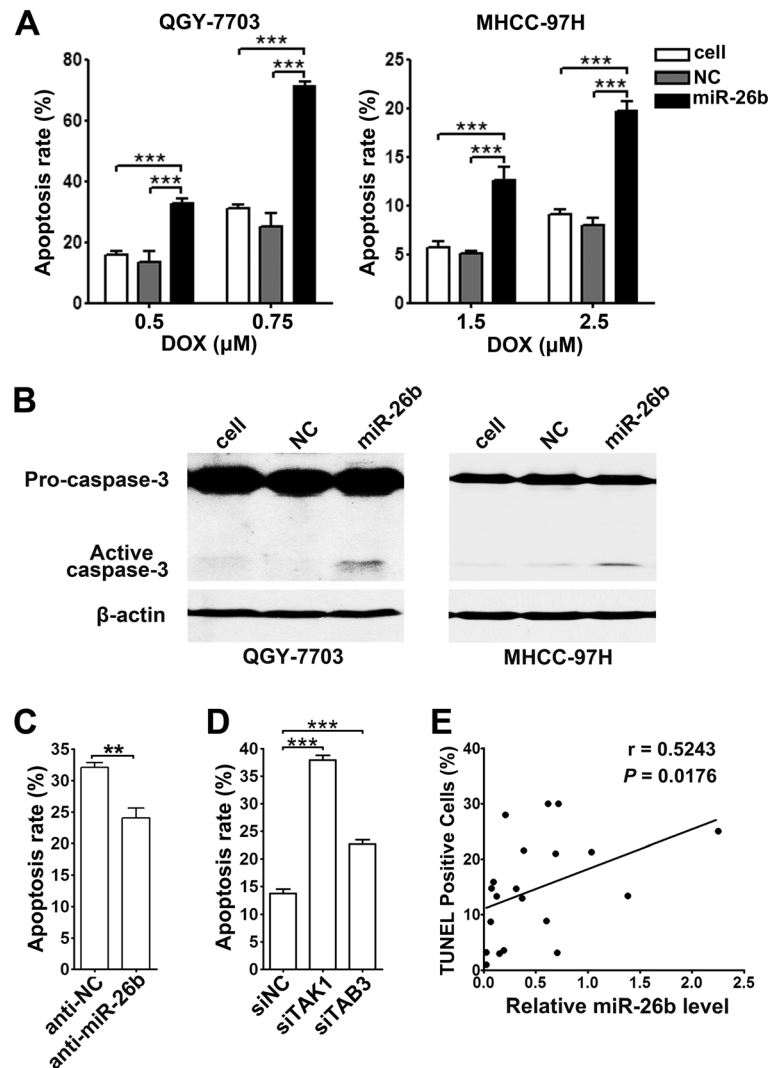 A
QGY-7703
Apoptosis rate (%)
80
60
40
20
0
***
***
***
***
0.5
0.75
DOX (μM)
MHCC-97H
Apoptosis rate (%)
25
20
15
10
5
0
***
***
***
***
1.5
2.5
DOX (μM)
cell
NC
miR-26b
B
cell
NC
miR-26b
cell
NC
miR-26b
Pro-caspase-3
Active
caspase-3
β-actin
QGY-7703
MHCC-97H
C
Apoptosis rate (%)
35
30
25
20
15
10
5
0
**
anti-NC
anti-miR-26b
D
Apoptosis rate (%)
40
35
30
25
20
15
10
5
0
***
***
siNC
siTAK1
siTAB3
E
r = 0.5243
P = 0.0176
TUNEL Positive Cells (%)
40
30
20
10
0
0.0
0.5
1.0
1.5
2.0
2.5
Relative miR-26b level